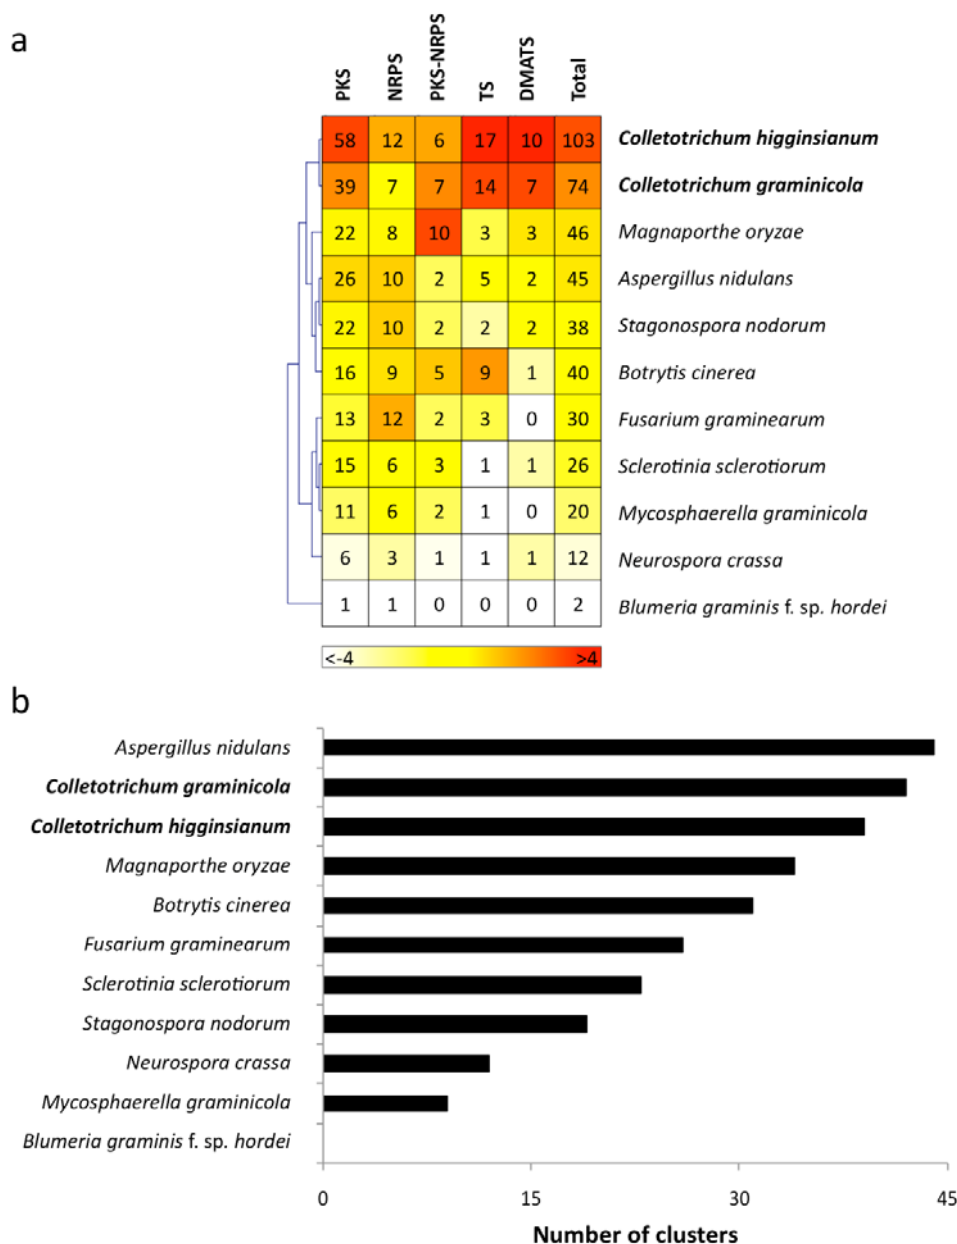 a
PKS NRPS PKS-NRPS TS DMATS Total
58 12 6 17 10 103 Colletotrichum higginsianum
39 7 7 14 7 74 Colletotrichum graminicola
22 8 10 3 3 46 Magnaporthe oryzae
26 10 2 5 2 45 Aspergillus nidulans
22 10 2 2 2 38 Stagonospora nodorum
16 9 5 9 1 40 Botrytis cinerea
13 12 2 3 0 30 Fusarium graminearum
15 6 3 1 1 26 Sclerotinia sclerotiorum
11 6 2 1 0 20 Mycosphaerella graminicola
6 3 1 1 1 12 Neurospora crassa
1 1 0 0 0 2 Blumeria graminis f. sp. hordei
<-4 >4
b
Aspergillus nidulans
Colletotrichum graminicola
Colletotrichum higginsianum
Magnaporthe oryzae
Botrytis cinerea
Fusarium graminearum
Sclerotinia sclerotiorum
Stagonospora nodorum
Neurospora crassa
Mycosphaerella graminicola
Blumeria graminis f. sp. hordei
0 15 30 45
Number of clusters